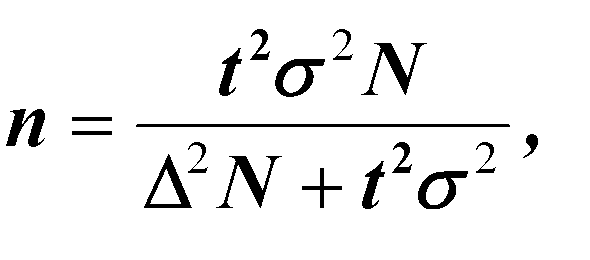 n = t²σ²N / (Δ²N + t²σ²),